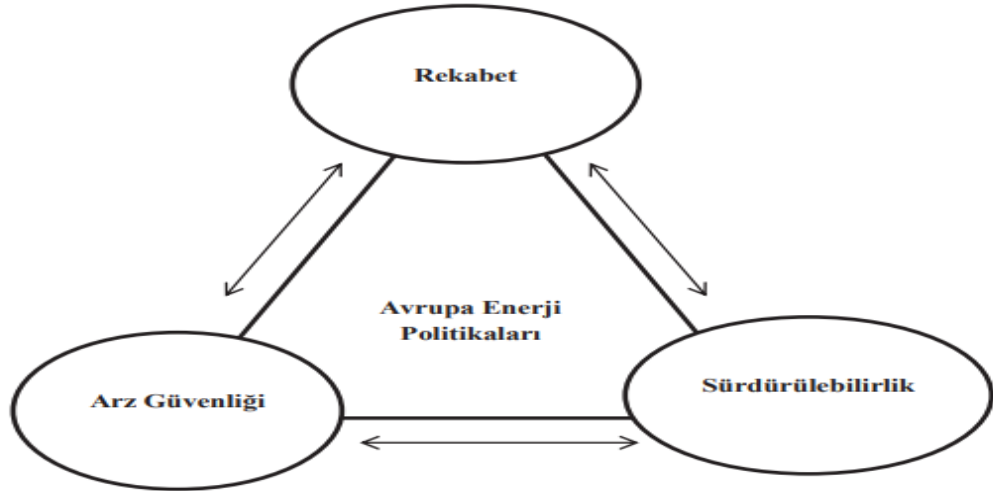 Rekabet
Avrupa Enerji
Politikaları
Arz Güvenliği
Sürdürülebilirlik